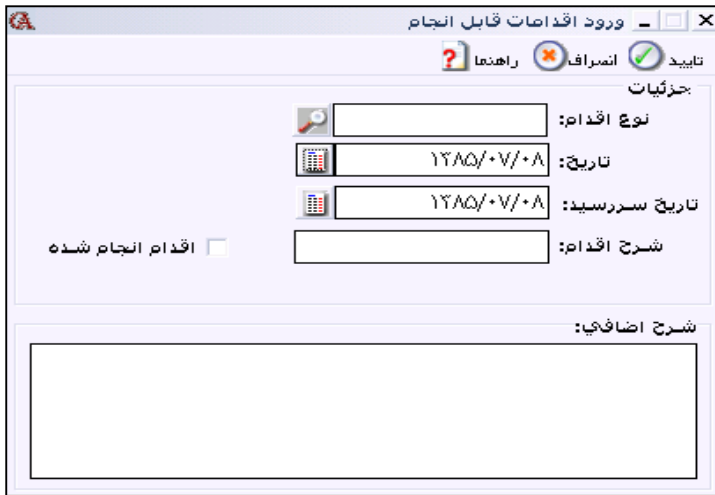 ورود اقدامات قابل انجام
تایید انصراف راهنما
جزئیات
نوع اقدام:
تاریخ: ۱۳۸۵/۰۷/۰۸
تاریخ سررسید: ۱۳۸۵/۰۷/۰۸
شرح اقدام: اقدام انجام شده
شرح اضافي: